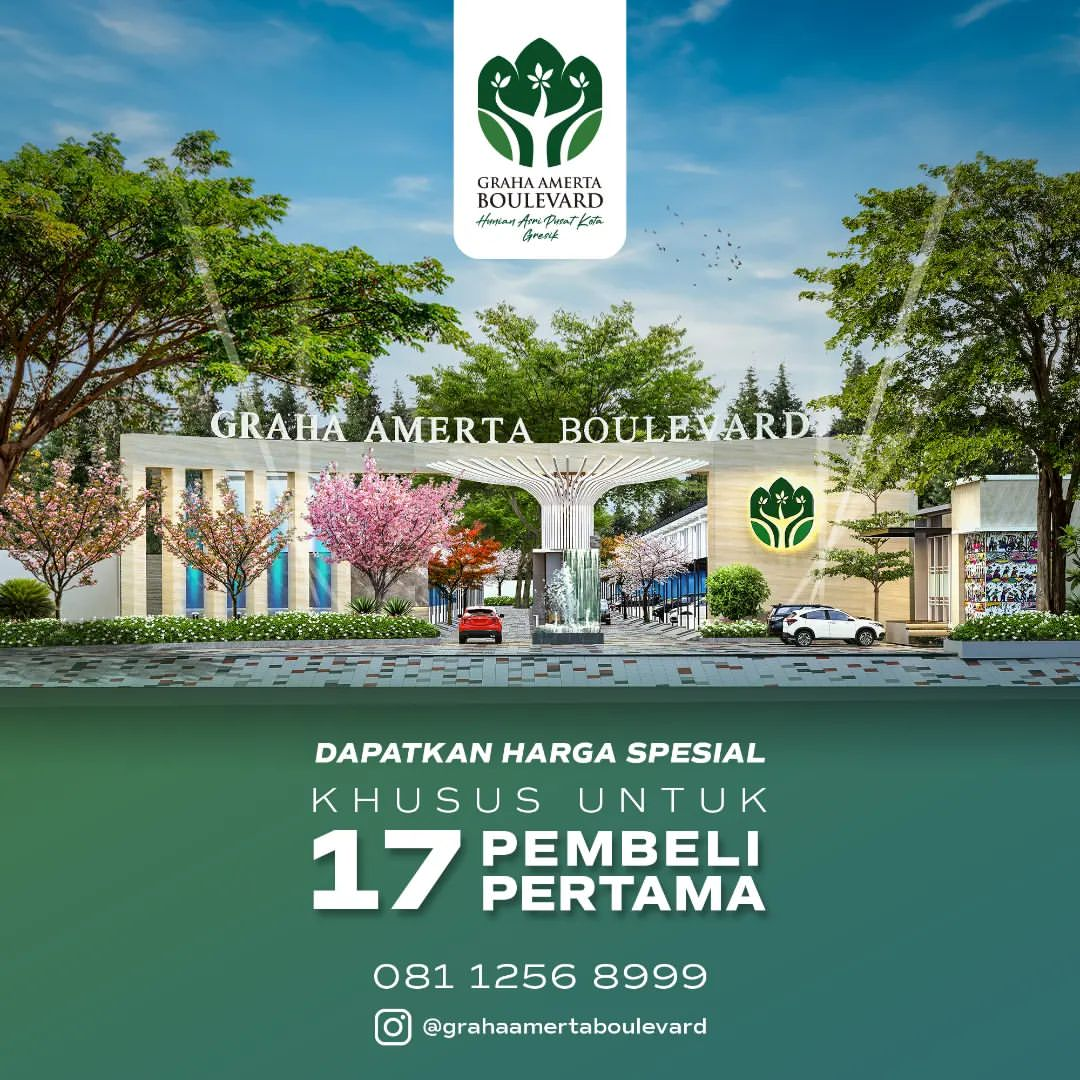 GRAHA AMERTA
BOULEVARD
Hunian Asri Pusat Kota
Gresik
GRAHA AMERTA BOULEVARD
DAPATKAN HARGA SPESIAL
KHUSUS UNTUK
17 PEMBELI
PERTAMA
081 1256 8999
@grahaamertaboulevard